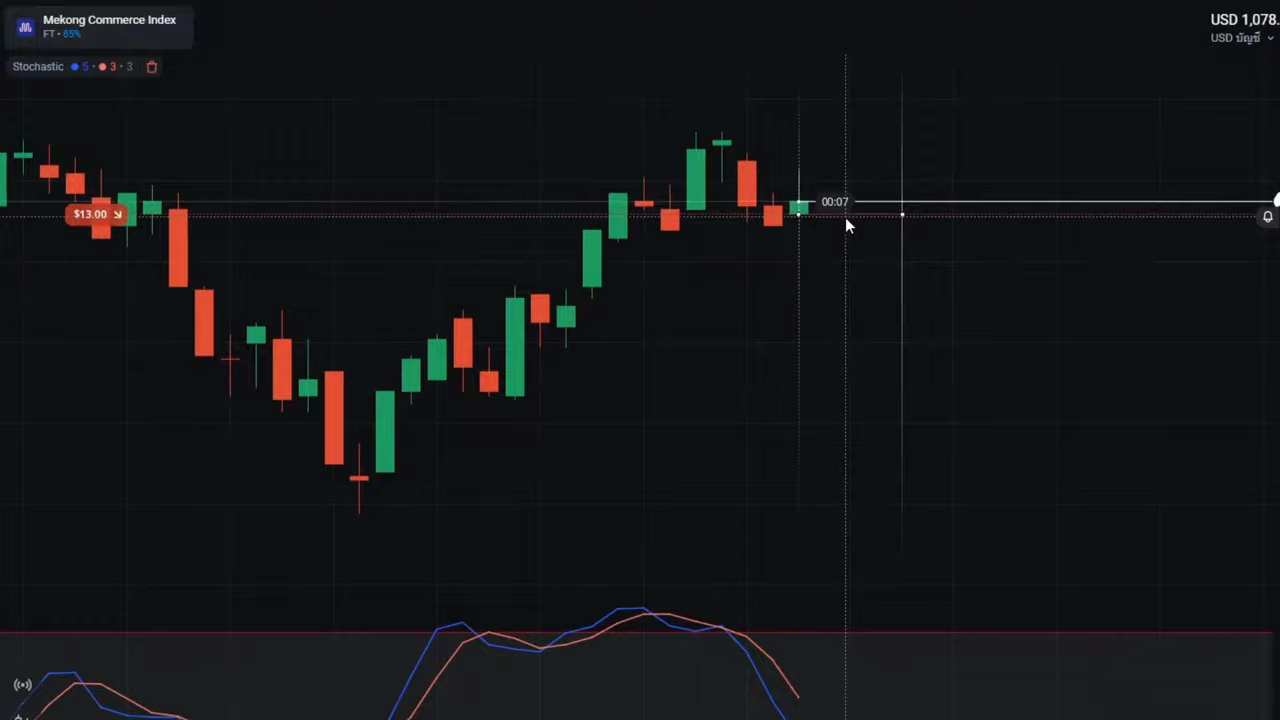 Mekong Commerce Index
FT • 85%
USD 1,078.
USD บัญชี
Stochastic 5 · 3 · 3
$13.00
00:07